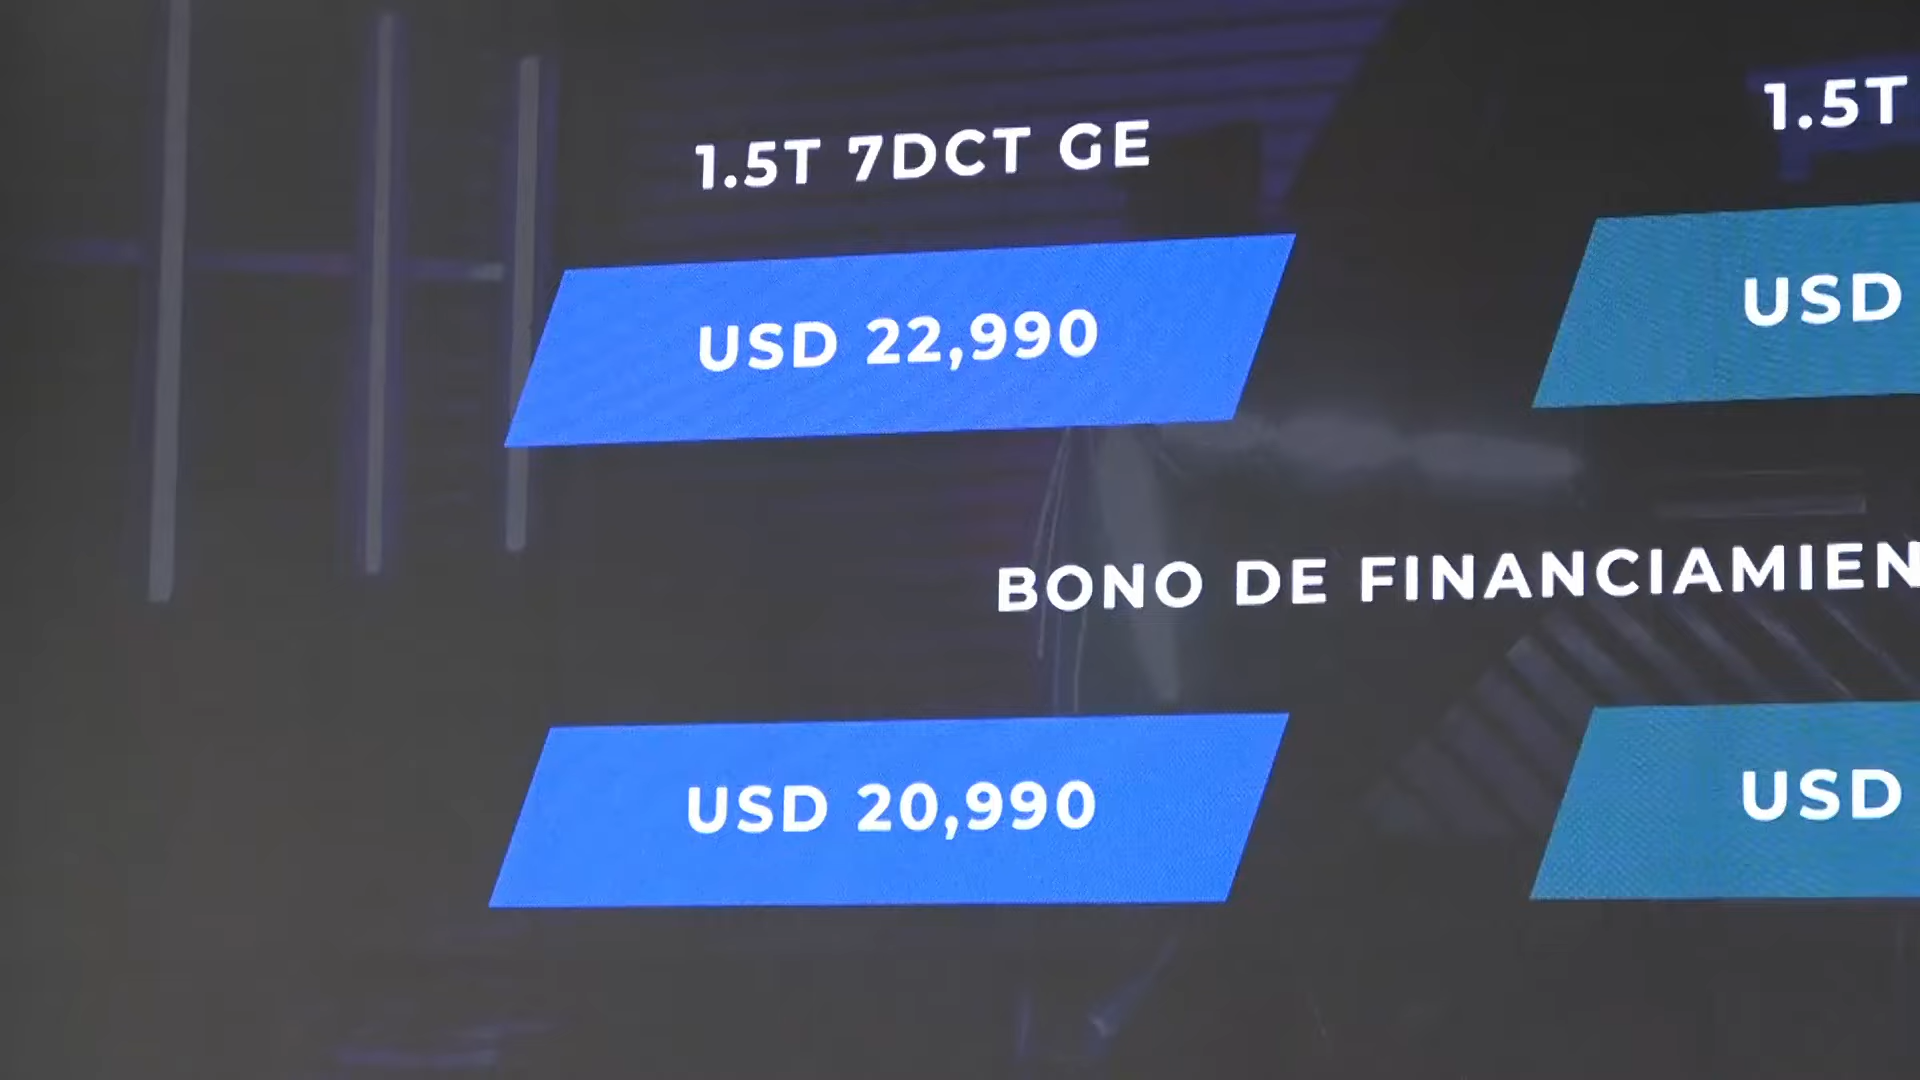 1.5T 7DCT GE
1.5T
USD 22,990
USD
BONO DE FINANCIAMIEN
USD 20,990
USD